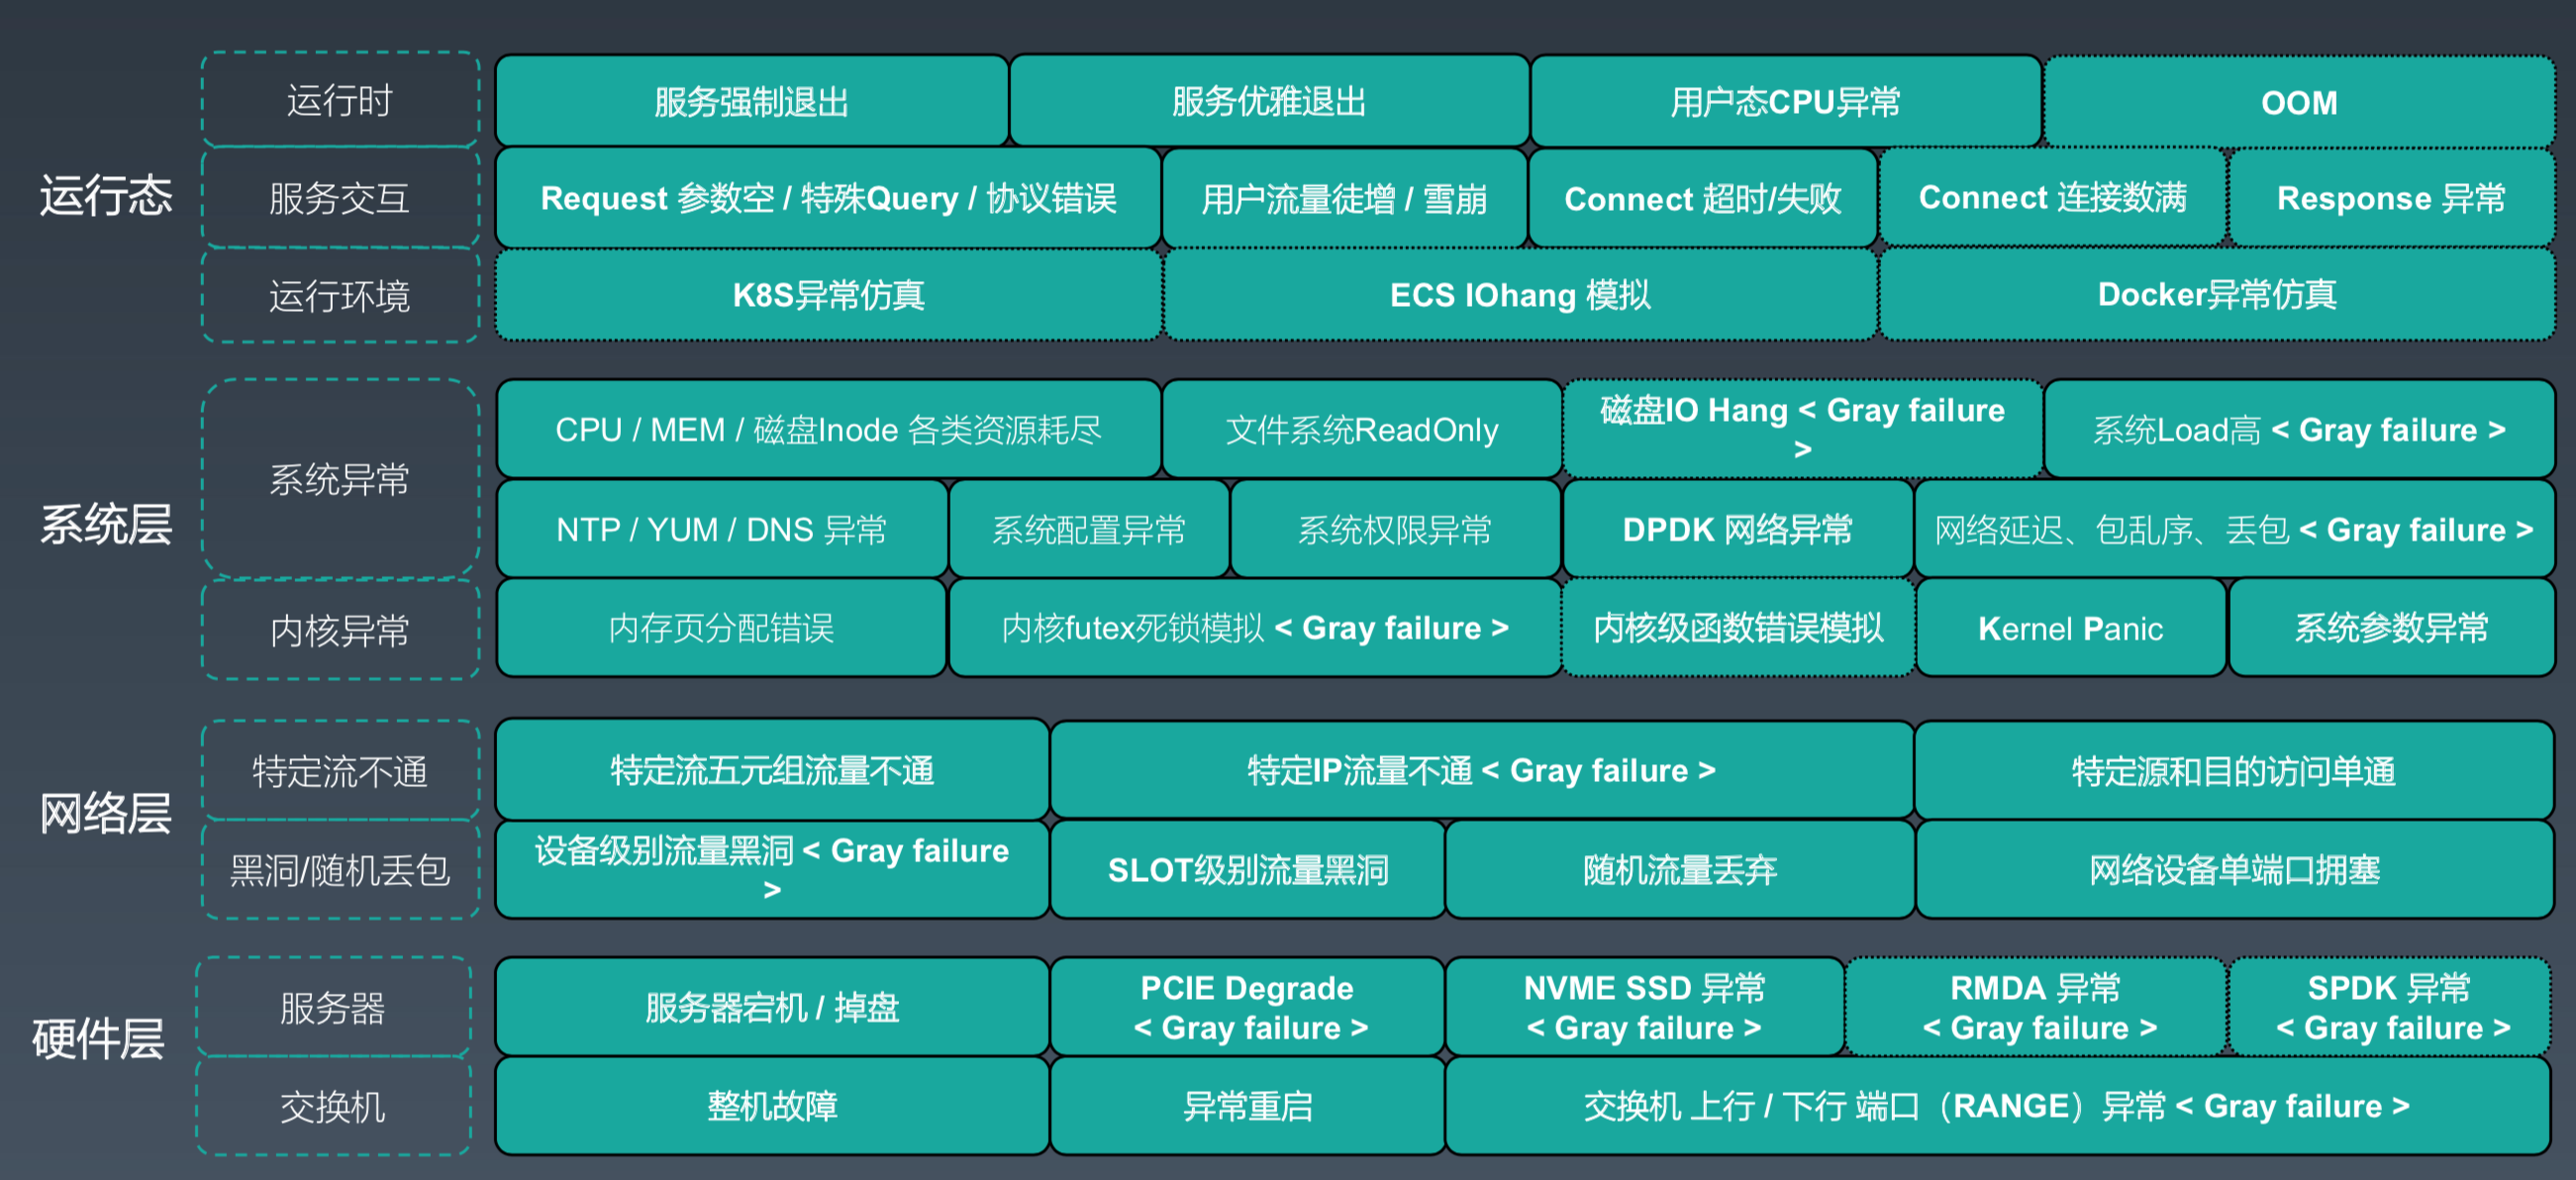 运行态
运行时
服务强制退出
服务优雅退出
用户态CPU异常
OOM
服务交互
Request 参数空 / 特殊Query / 协议错误
用户流量徒增 / 雪崩
Connect 超时/失败
Connect 连接数满
Response 异常
运行环境
K8S异常仿真
ECS IOhang 模拟
Docker异常仿真
系统层
系统异常
CPU / MEM / 磁盘Inode 各类资源耗尽
文件系统ReadOnly
磁盘IO Hang < Gray failure
>
系统Load高 < Gray failure >
NTP / YUM / DNS 异常
系统配置异常
系统权限异常
DPDK 网络异常
网络延迟、包乱序、丢包 < Gray failure >
内核异常
内存页分配错误
内核futex死锁模拟 < Gray failure >
内核级函数错误模拟
Kernel Panic
系统参数异常
网络层
特定流不通
特定流五元组流量不通
特定IP流量不通 < Gray failure >
特定源和目的访问单通
黑洞/随机丢包
设备级别流量黑洞 < Gray failure
>
SLOT级别流量黑洞
随机流量丢弃
网络设备单端口拥塞
硬件层
服务器
服务器宕机 / 掉盘
PCIE Degrade
< Gray failure >
NVME SSD 异常
< Gray failure >
RMDA 异常
< Gray failure >
SPDK 异常
< Gray failure >
交换机
整机故障
异常重启
交换机 上行 / 下行 端口（RANGE）异常 < Gray failure >